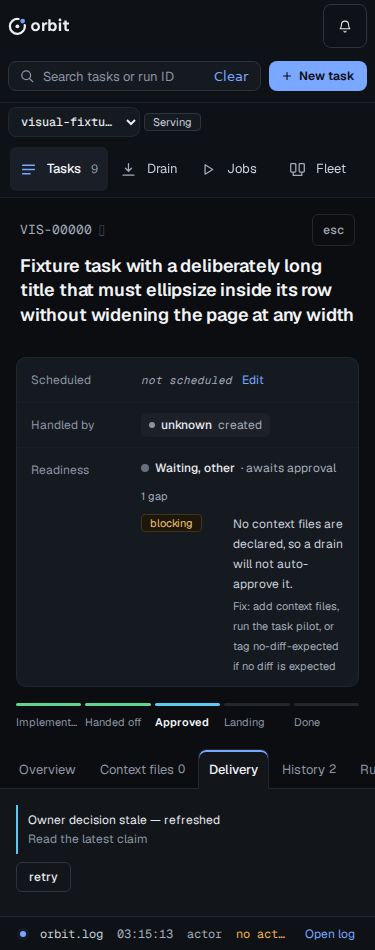 orbit
Search tasks or run ID Clear
+ New task
visual-fixtu… Serving
Tasks 9 Drain Jobs Fleet
VIS-00000
esc
Fixture task with a deliberately long
title that must ellipsize inside its row
without widening the page at any width
Scheduled not scheduled Edit
Handled by unknown created
Readiness Waiting, other · awaits approval
1 gap
blocking No context files are
declared, so a drain
will not auto-
approve it.
Fix: add context files,
run the task pilot, or
tag no-diff-expected
if no diff is expected
Implement… Handed off Approved Landing Done
Overview Context files 0 Delivery History 2 Ru
Owner decision stale — refreshed
Read the latest claim
retry
orbit.log 03:15:13 actor no act… Open log